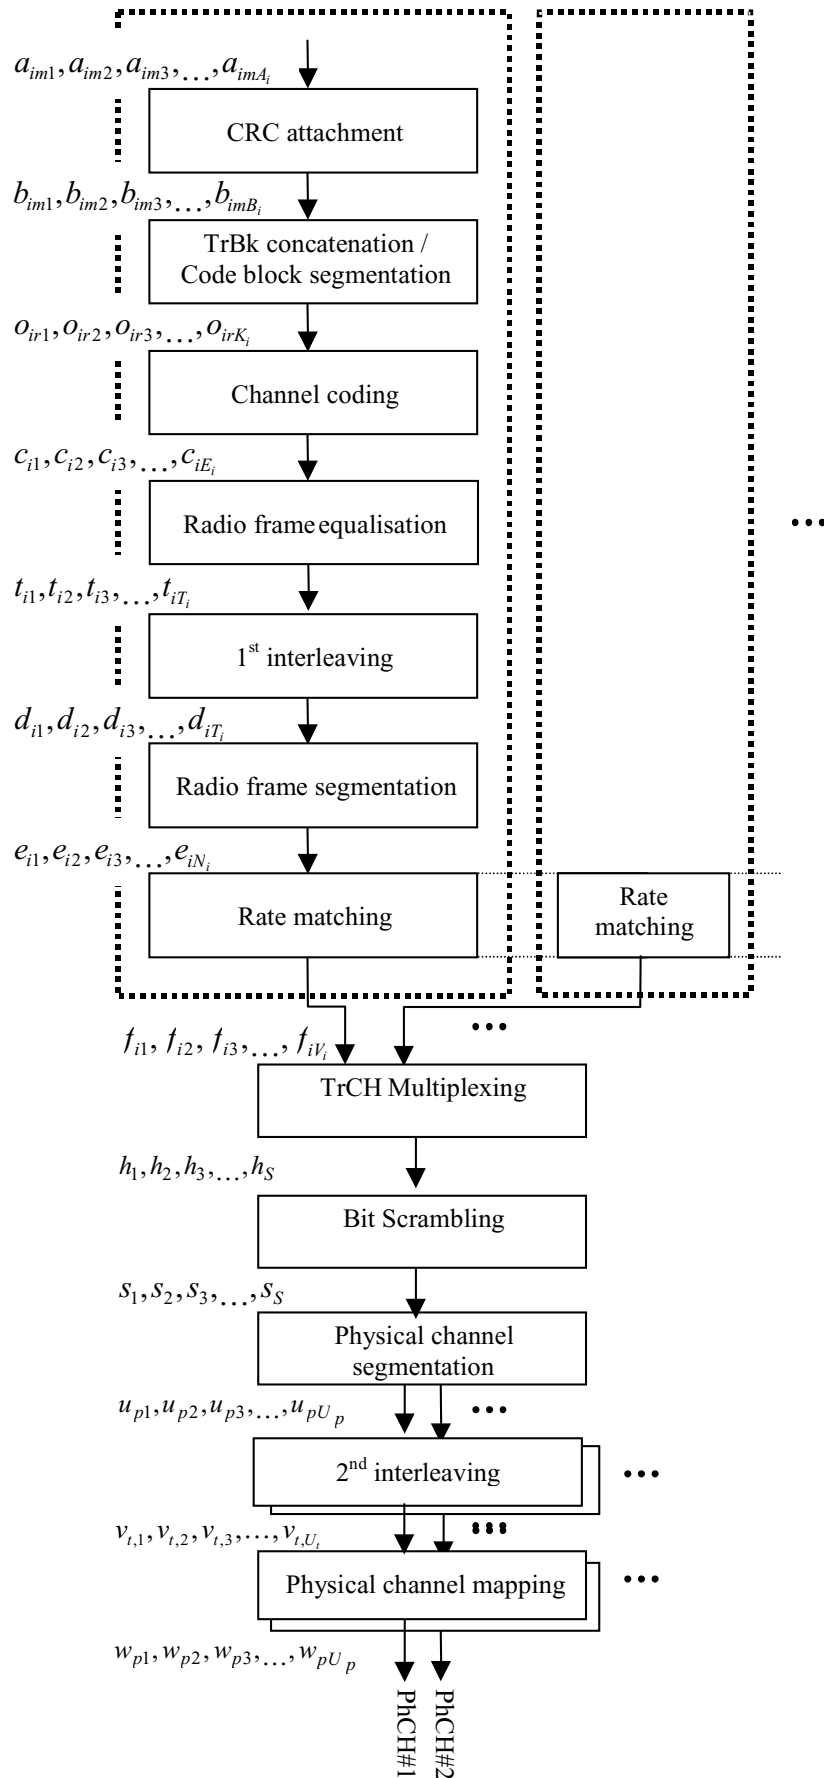 a_{im1}, a_{im2}, a_{im3}, …, a_{imA_i}
CRC attachment
b_{im1}, b_{im2}, b_{im3}, …, b_{imB_i}
TrBk concatenation /
Code block segmentation
o_{ir1}, o_{ir2}, o_{ir3}, …, o_{irK_i}
Channel coding
c_{i1}, c_{i2}, c_{i3}, …, c_{iE_i}
Radio frame equalisation
…
t_{i1}, t_{i2}, t_{i3}, …, t_{iT_i}
1^{st} interleaving
d_{i1}, d_{i2}, d_{i3}, …, d_{iT_i}
Radio frame segmentation
e_{i1}, e_{i2}, e_{i3}, …, e_{iN_i}
Rate matching
Rate
matching
…
f_{i1}, f_{i2}, f_{i3}, …, f_{iV_i}
TrCH Multiplexing
h_1, h_2, h_3, …, h_S
Bit Scrambling
s_1, s_2, s_3, …, s_S
Physical channel
segmentation
u_{p1}, u_{p2}, u_{p3}, …, u_{pU_p}
…
2^{nd} interleaving
…
v_{t,1}, v_{t,2}, v_{t,3}, …, v_{t,U_t}
…
Physical channel mapping
…
w_{p1}, w_{p2}, w_{p3}, …, w_{pU_p}
PhCH#1
PhCH#2